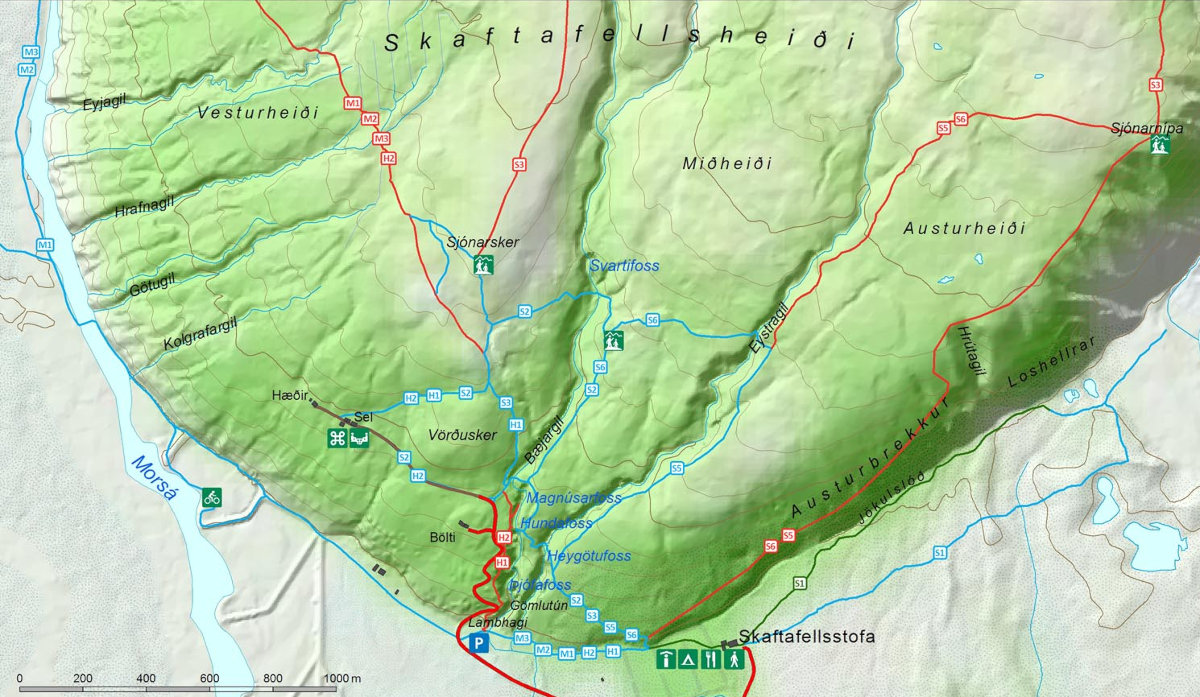 Skaftafellsheiði
M3
M2
Eyjagil
Vesturheiði
M1
M2
M3
H2
S3
S3
S5
S6
Sjónarnípa
Miðheiði
Hrafnagil
Austurheiði
M1
Sjónarsker
Svartifoss
Götugil
S2
S6
Kolgrafargil
Eystragil
Hrútagil
Loshellrar
S6
S2
Hæðir
H2
H1
S2
S3
Sel
H1
Vörðusker
Bæjargil
Austurbrekkur
S2
H2
S5
Morsá
Magnúsarfoss
Jökulslóð
Hundafoss
Bölti
H2
S6
S5
H1
Heygötufoss
S1
S1
Þjófafoss
Gömlutún
S2
S3
S5
S6
Lambhagi
P
M3
M2
M1
H2
H1
Skaftafellsstofa
0 200 400 600 800 1000 m